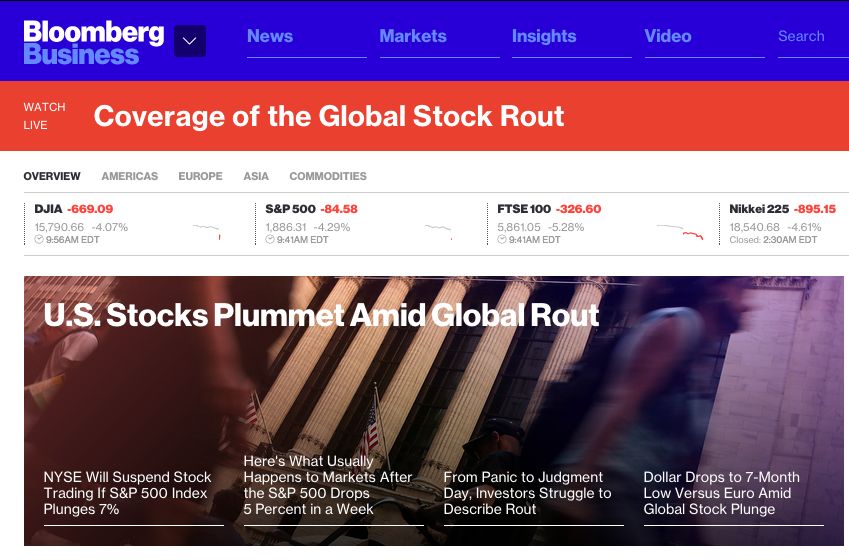 Bloomberg
Business
News
Markets
Insights
Video
Search
WATCH
LIVE
Coverage of the Global Stock Rout
OVERVIEW AMERICAS EUROPE ASIA COMMODITIES
DJIA -669.09
15,790.66 -4.07%
9:56AM EDT
S&P 500 -84.58
1,886.31 -4.29%
9:41AM EDT
FTSE 100 -326.60
5,861.05 -5.28%
9:41AM EDT
Nikkei 225 -895.15
18,540.68 -4.61%
Closed: 2:30AM EDT
U.S. Stocks Plummet Amid Global Rout
NYSE Will Suspend Stock
Trading If S&P 500 Index
Plunges 7%
Here's What Usually
Happens to Markets After
the S&P 500 Drops
5 Percent in a Week
From Panic to Judgment
Day, Investors Struggle to
Describe Rout
Dollar Drops to 7-Month
Low Versus Euro Amid
Global Stock Plunge